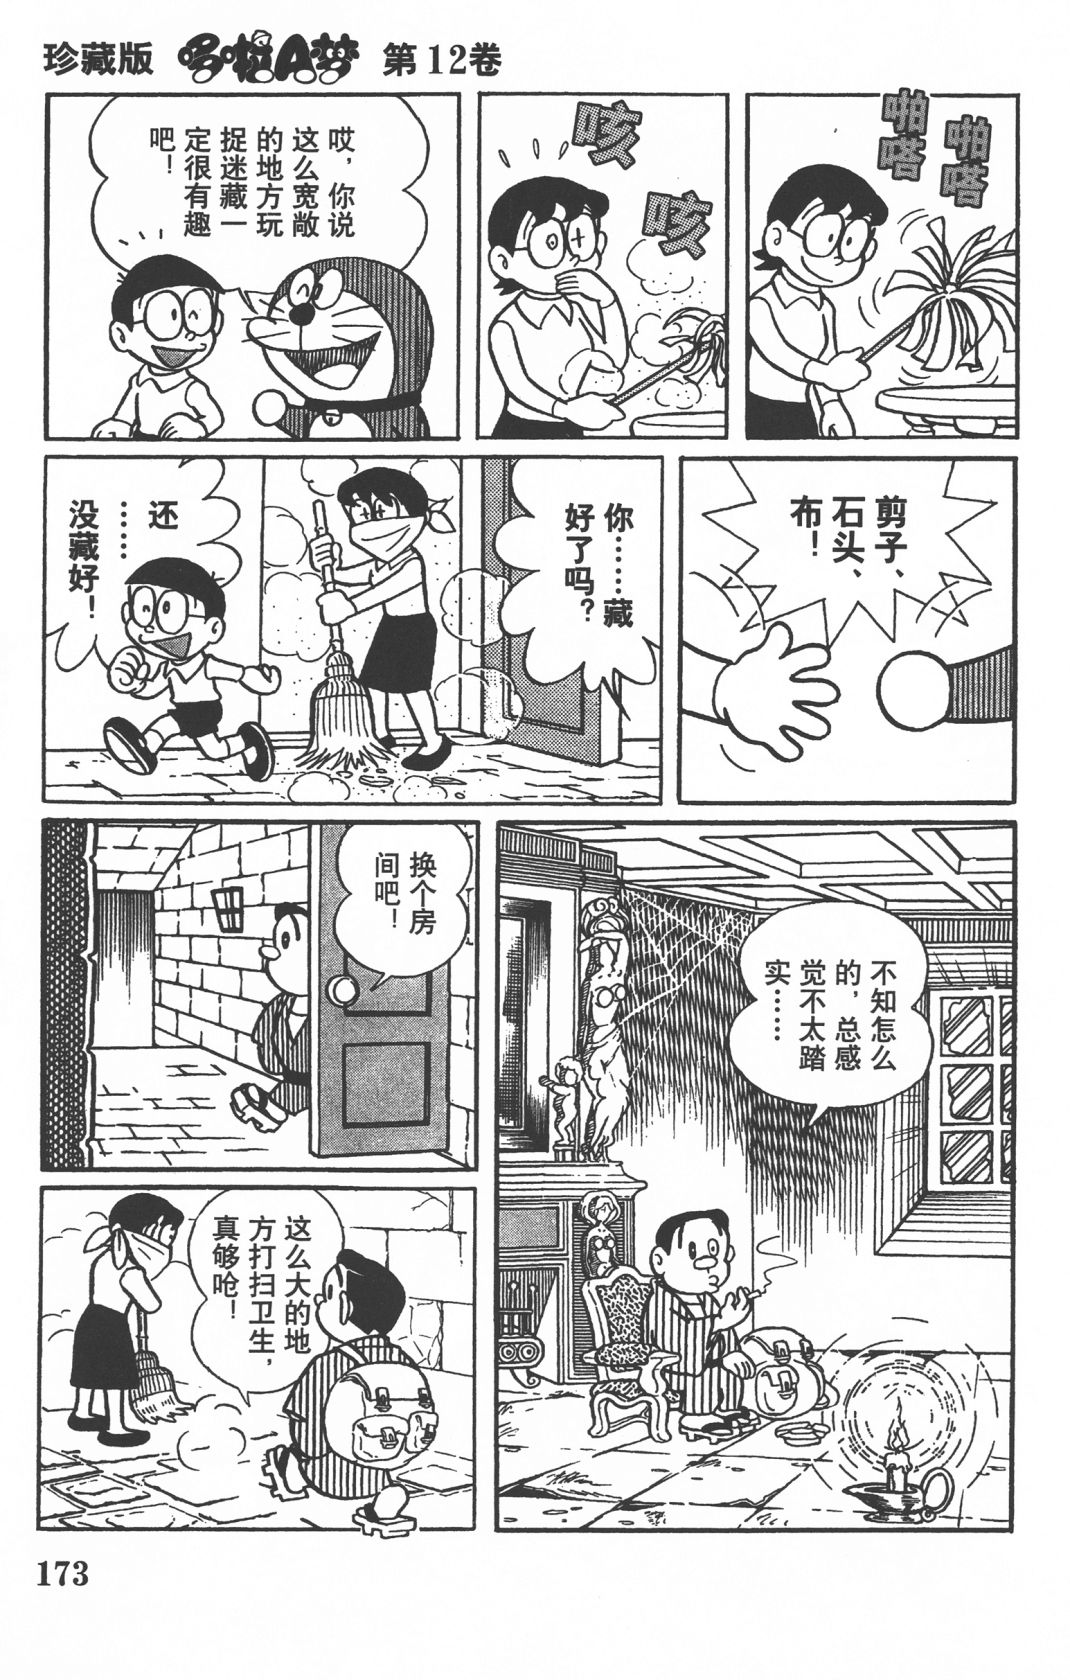 珍藏版 哆啦A梦 第12卷
啪嗒
啪嗒
咳
咳
哎，你说
这么宽敞
的地方玩
捉迷藏一
定很有趣
吧！
剪子、
石头、
布！
你……藏
好了吗？
还
……
没藏好！
不知怎么
的，总感
觉不太踏
实……
换个房
间吧！
这么大的地
方打扫卫生，
真够呛！
173